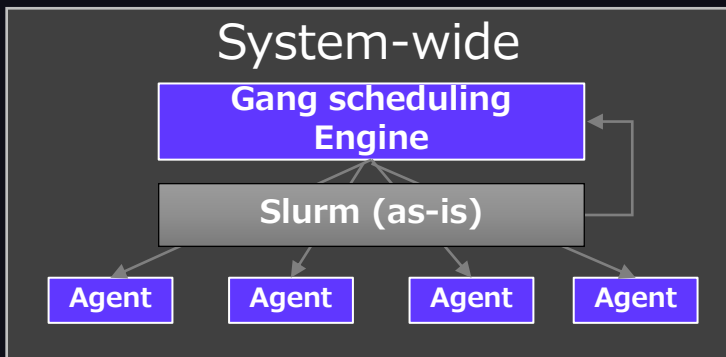 System-wide
Gang scheduling
Engine
Slurm (as-is)
Agent
Agent
Agent
Agent